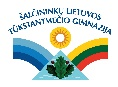 ŠALČININKŲ LIETUVOS
TŪKSTANTMEČIO GIMNAZIJA